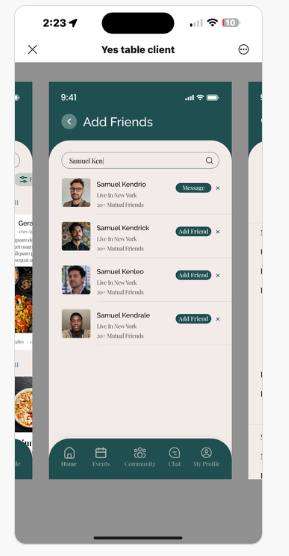 2:23
10
Yes table client
9:41
Add Friends
Samuel Ken
Samuel Kendrio
Live In New York
20+ Mutual Friends
Message
Samuel Kendrick
Live In New York
20+ Mutual Friends
Add Friend
Samuel Kenleo
Live In New York
20+ Mutual Friends
Add Friend
Samuel Kendrale
Live In New York
20+ Mutual Friends
Add Friend
Home
Events
Community
Chat
My Profile